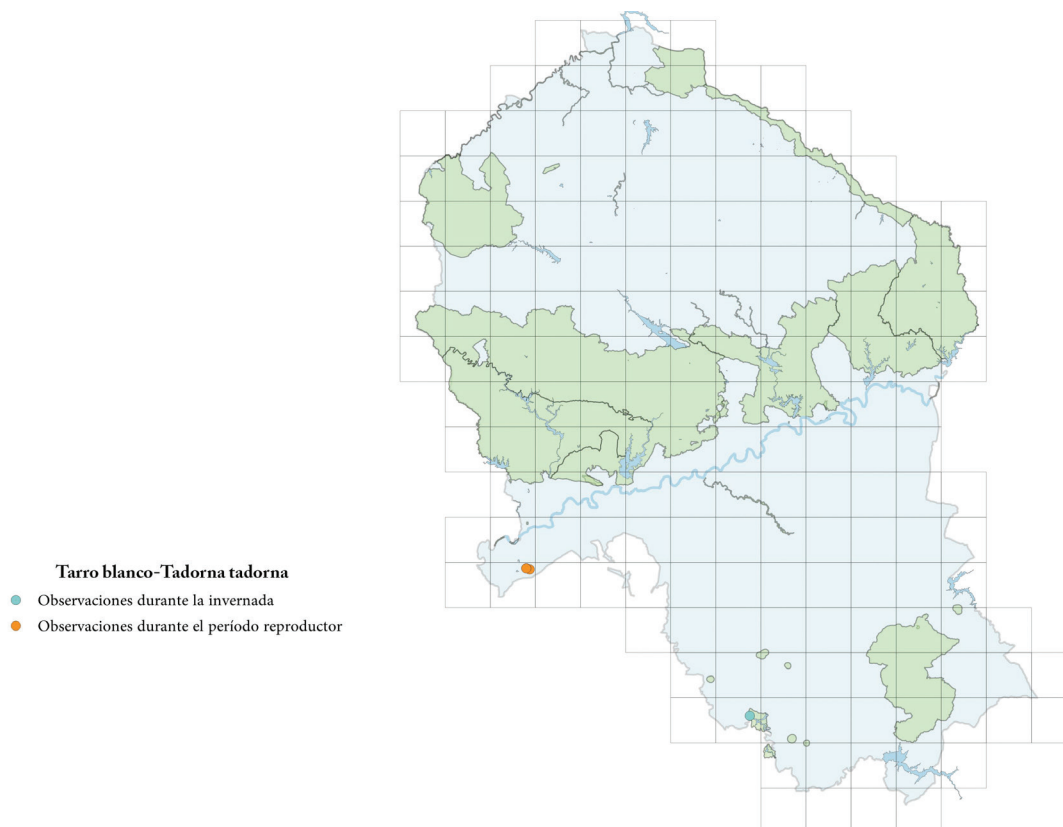 Tarro blanco-Tadorna tadorna
Observaciones durante la invernada
Observaciones durante el período reproductor